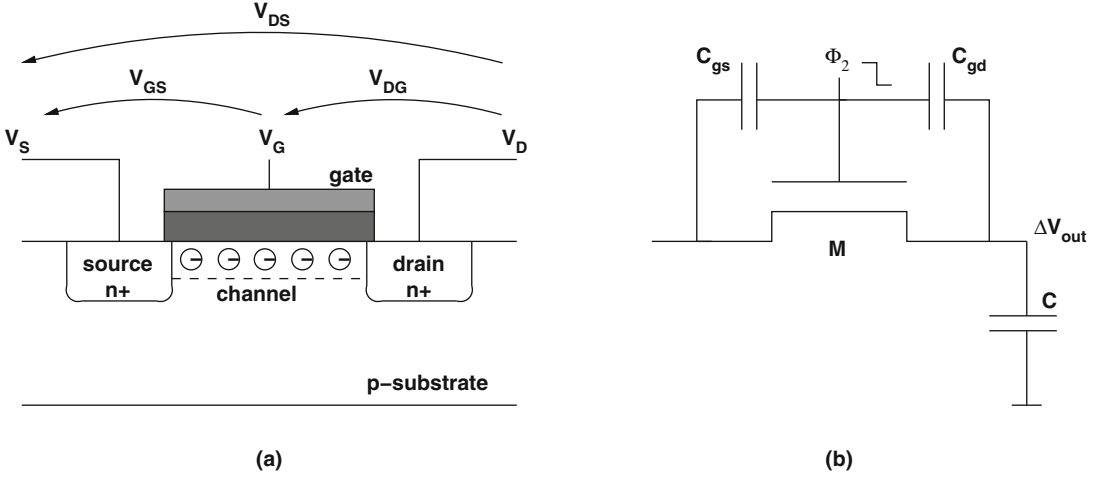 V_DS
V_GS
V_DG
V_S
V_G
V_D
gate
source
n+
drain
n+
channel
p−substrate
(a)
C_gs
Φ_2
C_gd
M
ΔV_out
C
(b)